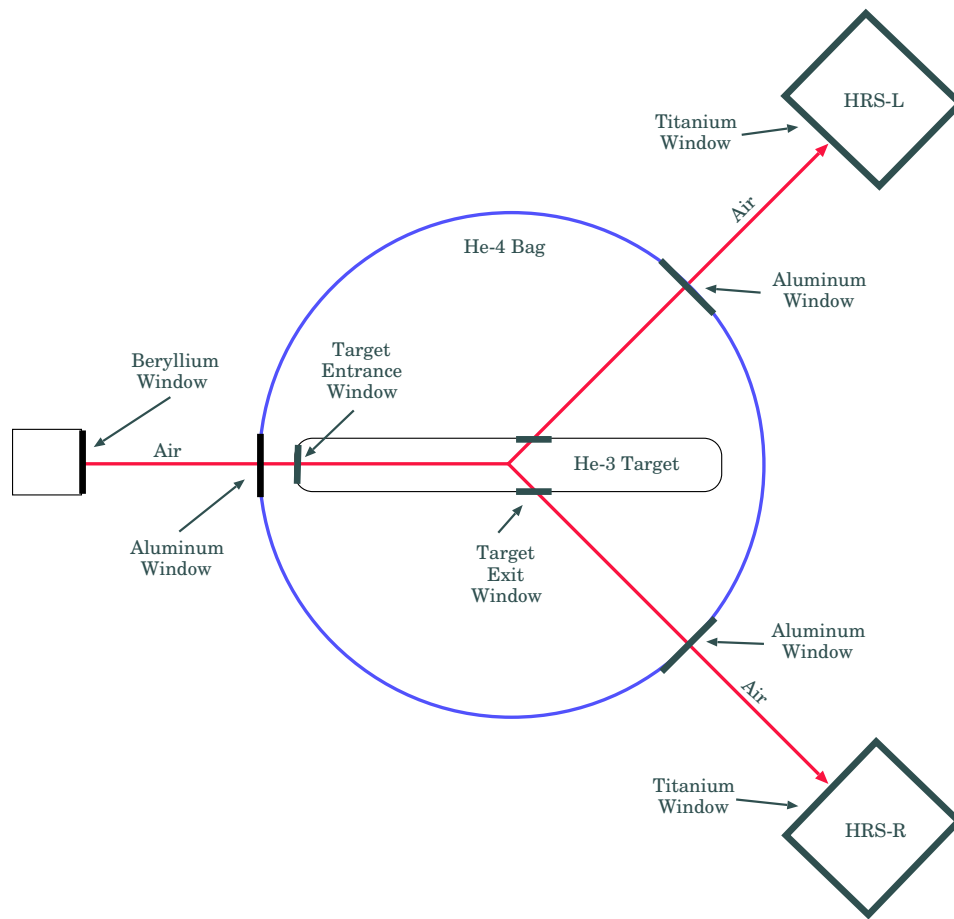 HRS-L
Titanium
Window
Air
He-4 Bag
Aluminum
Window
Target
Entrance
Window
Beryllium
Window
Air
He-3 Target
Aluminum
Window
Target
Exit
Window
Aluminum
Window
Air
Titanium
Window
HRS-R